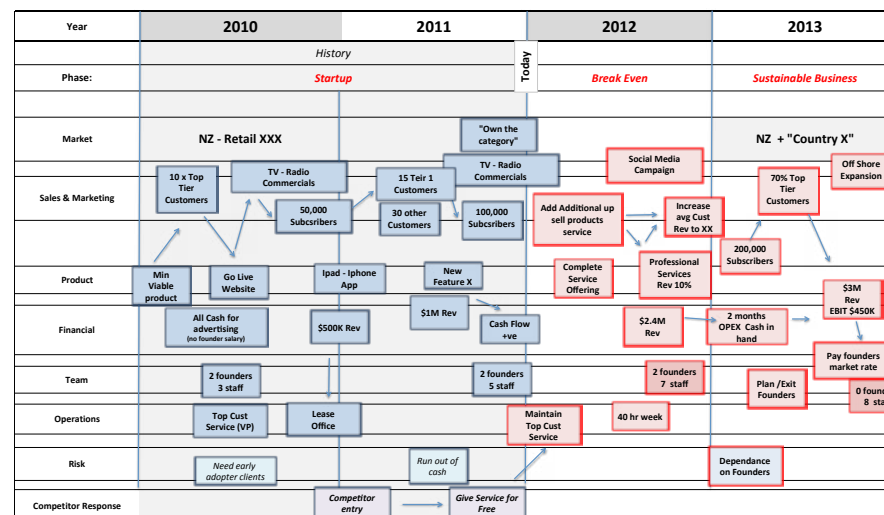 Year
2010
2011
2012
2013
History
Today
Phase:
Startup
Break Even
Sustainable Business
Market
NZ - Retail XXX
"Own the
category"
NZ + "Country X"
Sales & Marketing
10 x Top
Tier
Customers
TV - Radio
Commercials
50,000
Subcsribers
15 Teir 1
Customers
30 other
Customers
TV - Radio
Commercials
100,000
Subscribers
Social Media
Campaign
Add Additional up
sell products
service
Increase
avg Cust
Rev to XX
70% Top
Tier
Customers
Off Shore
Expansion
200,000
Subscribers
Product
Min
Viable
product
Go Live
Website
Ipad - Iphone
App
New
Feature X
Complete
Service
Offering
Professional
Services
Rev 10%
Financial
All Cash for
advertising
(no founder salary)
$500K Rev
$1M Rev
Cash Flow
+ve
$2.4M
Rev
2 months
OPEX Cash in
hand
$3M
Rev
EBIT $450K
Pay founders
market rate
Team
2 founders
3 staff
2 founders
5 staff
2 founders
7 staff
Plan /Exit
Founders
0 found
8 sta
Operations
Top Cust
Service (VP)
Lease
Office
Maintain
Top Cust
Service
40 hr week
Risk
Need early
adopter clients
Run out of
cash
Dependance
on Founders
Competitor Response
Competitor
entry
Give Service for
Free